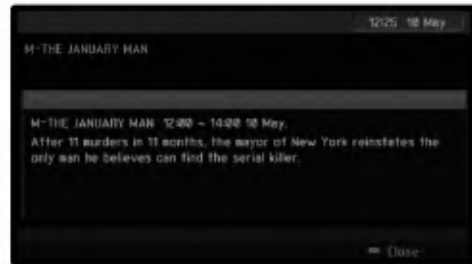 12:25 10 May
M-THE JANUARY MAN
M-THE JANUARY MAN 12:00 ~ 14:00 10 May.
After 11 murders in 11 months, the mayor of New York reinstates the
only man he believes can find the serial killer.
Close